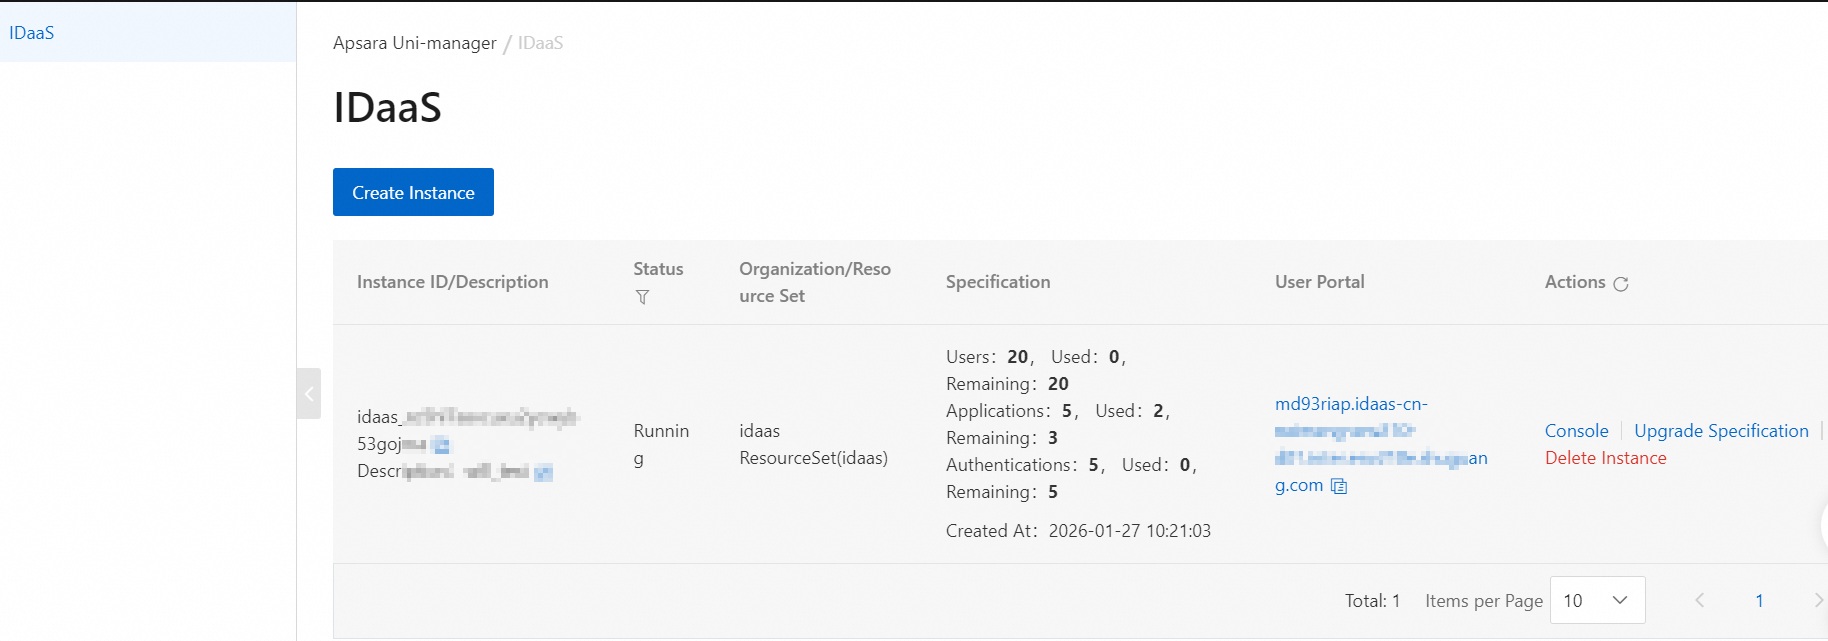 IDaaS
Apsara Uni-manager / IDaaS
IDaaS
Create Instance
Instance ID/Description
Status
Organization/Reso
urce Set
Specification
User Portal
Actions
idaas_
53gojm
Descrip
Runnin
g
idaas
ResourceSet(idaas)
Users: 20, Used: 0,
Remaining: 20
Applications: 5, Used: 2,
Remaining: 3
Authentications: 5, Used: 0,
Remaining: 5
Created At: 2026-01-27 10:21:03
md93riap.idaas-cn-
an
g.com
Console
Upgrade Specification
Delete Instance
Total: 1
Items per Page
10
1